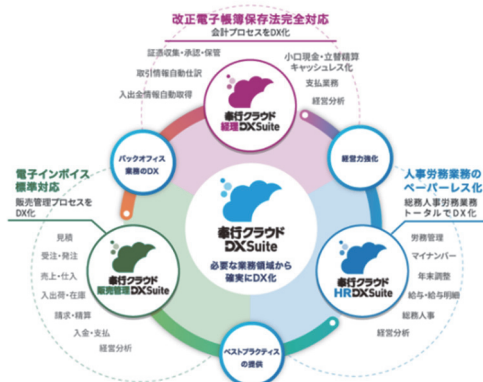 改正電子帳簿保存法完全対応
会計プロセスをDX化
証憑収集・承認・保管
取引情報自動仕訳
入出金情報自動取得
小口現金・立替精算
キャッシュレス化
支払業務
経営分析
奉行クラウド
経理DXSuite
バックオフィス
業務のDX
経営力強化
電子インボイス
標準対応
販売管理プロセスを
DX化
見積
受注・発注
売上・仕入
入出荷・在庫
請求・精算
入金・支払
経営分析
奉行クラウド
販売管理DXSuite
奉行クラウド
DXSuite
必要な業務領域から
確実にDX化
人事労務業務の
ペーパーレス化
総務人事労務業務
トータルでDX化
労務管理
マイナンバー
年末調整
給与・給与明細
総務人事
経営分析
奉行クラウド
HRDXSuite
ベストプラクティス
の提供